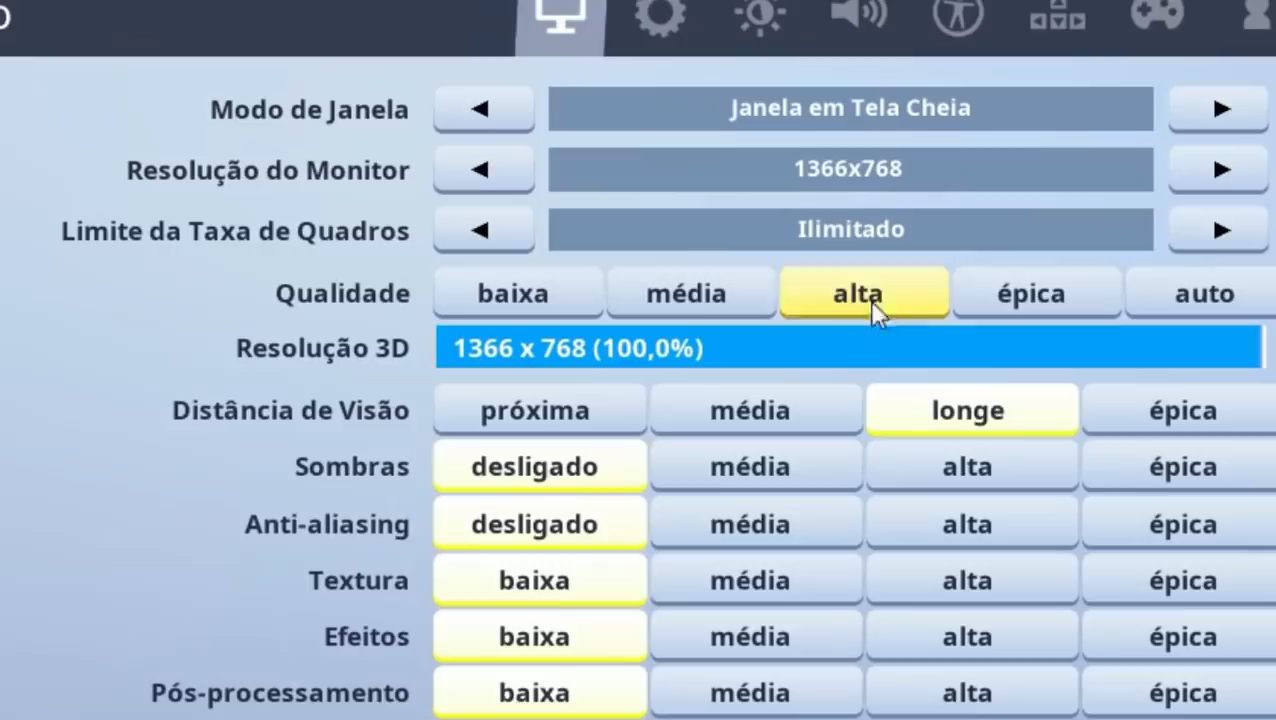 Modo de Janela ◀ Janela em Tela Cheia ▶
Resolução do Monitor ◀ 1366x768 ▶
Limite da Taxa de Quadros ◀ Ilimitado ▶
Qualidade baixa média alta épica auto
Resolução 3D 1366 x 768 (100,0%)
Distância de Visão próxima média longe épica
Sombras desligado média alta épica
Anti-aliasing desligado média alta épica
Textura baixa média alta épica
Efeitos baixa média alta épica
Pós-processamento baixa média alta épica